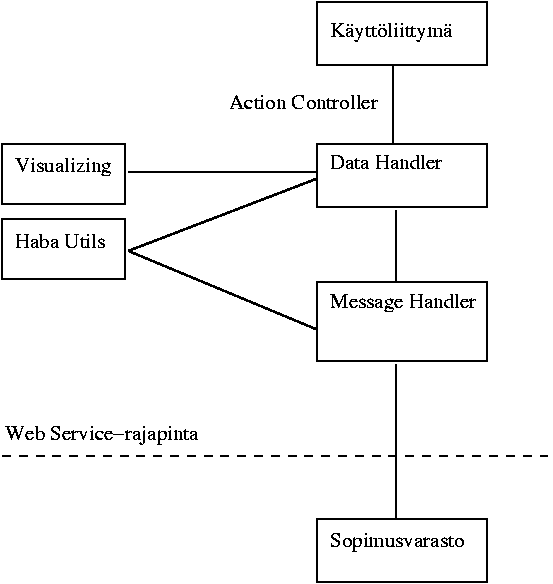 Käyttöliittymä
Action Controller
Visualizing
Data Handler
Haba Utils
Message Handler
Web Service–rajapinta
Sopimusvarasto